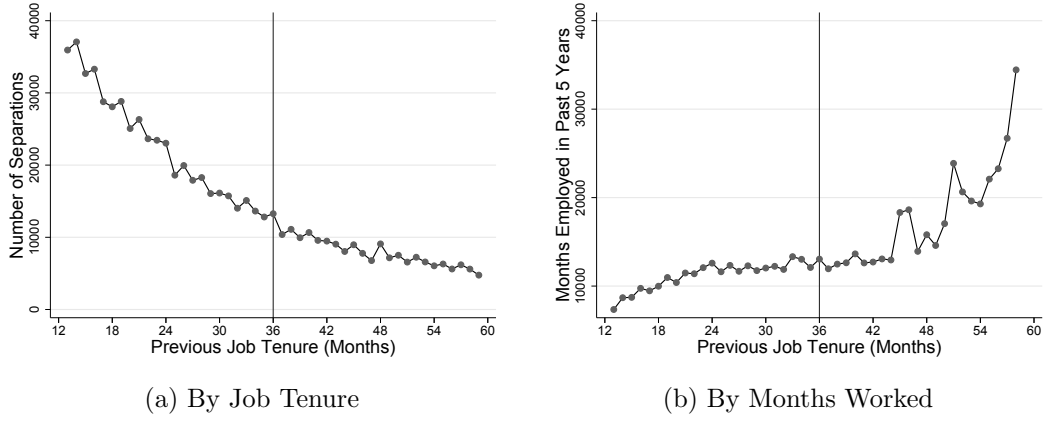 Number of Separations
40000
30000
20000
10000
0
12 18 24 30 36 42 48 54 60
Previous Job Tenure (Months)
(a) By Job Tenure
Months Employed in Past 5 Years
40000
30000
20000
10000
12 18 24 30 36 42 48 54 60
Previous Job Tenure (Months)
(b) By Months Worked